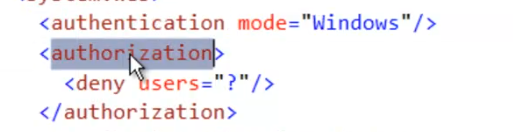 <authentication mode="Windows"/>
<authorization>
<deny users="?"/>
</authorization>